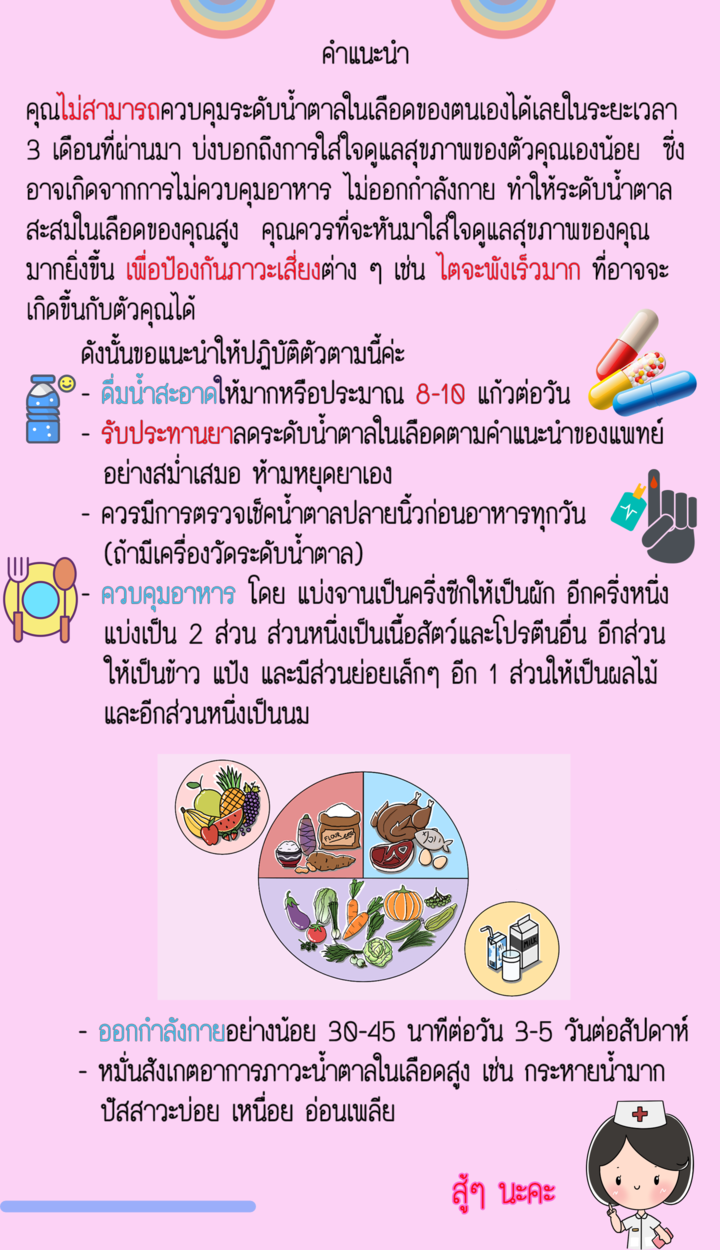 คำแนะนำ
คุณไม่สามารถควบคุมระดับน้ำตาลในเลือดของตนเองได้เลยในระยะเวลา
3 เดือนที่ผ่านมา บ่งบอกถึงการใส่ใจดูแลสุขภาพของตัวคุณเองน้อย ซึ่ง
อาจเกิดจากการไม่ควบคุมอาหาร ไม่ออกกำลังกาย ทำให้ระดับน้ำตาล
สะสมในเลือดของคุณสูง คุณควรที่จะหันมาใส่ใจดูแลสุขภาพของคุณ
มากยิ่งขึ้น เพื่อป้องกันภาวะเสี่ยงต่าง ๆ เช่น ไตจะพังเร็วมาก ที่อาจจะ
เกิดขึ้นกับตัวคุณได้
ดังนั้นขอแนะนำให้ปฏิบัติตัวตามนี้ค่ะ
- ดื่มน้ำสะอาดให้มากหรือประมาณ 8-10 แก้วต่อวัน
- รับประทานยาลดระดับน้ำตาลในเลือดตามคำแนะนำของแพทย์
อย่างสม่ำเสมอ ห้ามหยุดยาเอง
- ควรมีการตรวจเช็คน้ำตาลปลายนิ้วก่อนอาหารทุกวัน
(ถ้ามีเครื่องวัดระดับน้ำตาล)
- ควบคุมอาหาร โดย แบ่งจานเป็นครึ่งซีกให้เป็นผัก อีกครึ่งหนึ่ง
แบ่งเป็น 2 ส่วน ส่วนหนึ่งเป็นเนื้อสัตว์และโปรตีนอื่น อีกส่วน
ให้เป็นข้าว แป้ง และมีส่วนย่อยเล็กๆ อีก 1 ส่วนให้เป็นผลไม้
และอีกส่วนหนึ่งเป็นนม
FLOUR
MILK
- ออกกำลังกายอย่างน้อย 30-45 นาทีต่อวัน 3-5 วันต่อสัปดาห์
- หมั่นสังเกตอาการภาวะน้ำตาลในเลือดสูง เช่น กระหายน้ำมาก
ปัสสาวะบ่อย เหนื่อย อ่อนเพลีย
สู้ๆ นะคะ